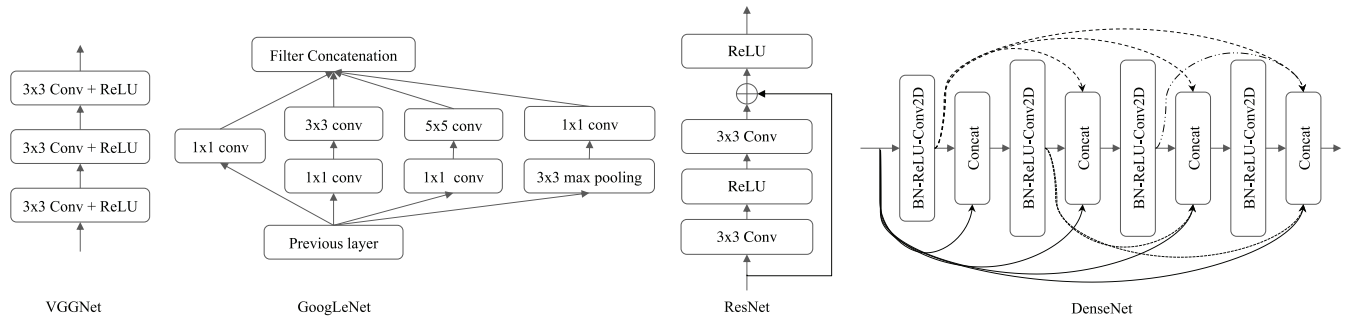 3x3 Conv + ReLU
3x3 Conv + ReLU
3x3 Conv + ReLU
VGGNet
Filter Concatenation
1x1 conv
3x3 conv
5x5 conv
1x1 conv
1x1 conv
1x1 conv
3x3 max pooling
Previous layer
GoogLeNet
ReLU
3x3 Conv
ReLU
3x3 Conv
ResNet
BN-ReLU-Conv2D
Concat
BN-ReLU-Conv2D
Concat
BN-ReLU-Conv2D
Concat
BN-ReLU-Conv2D
Concat
DenseNet